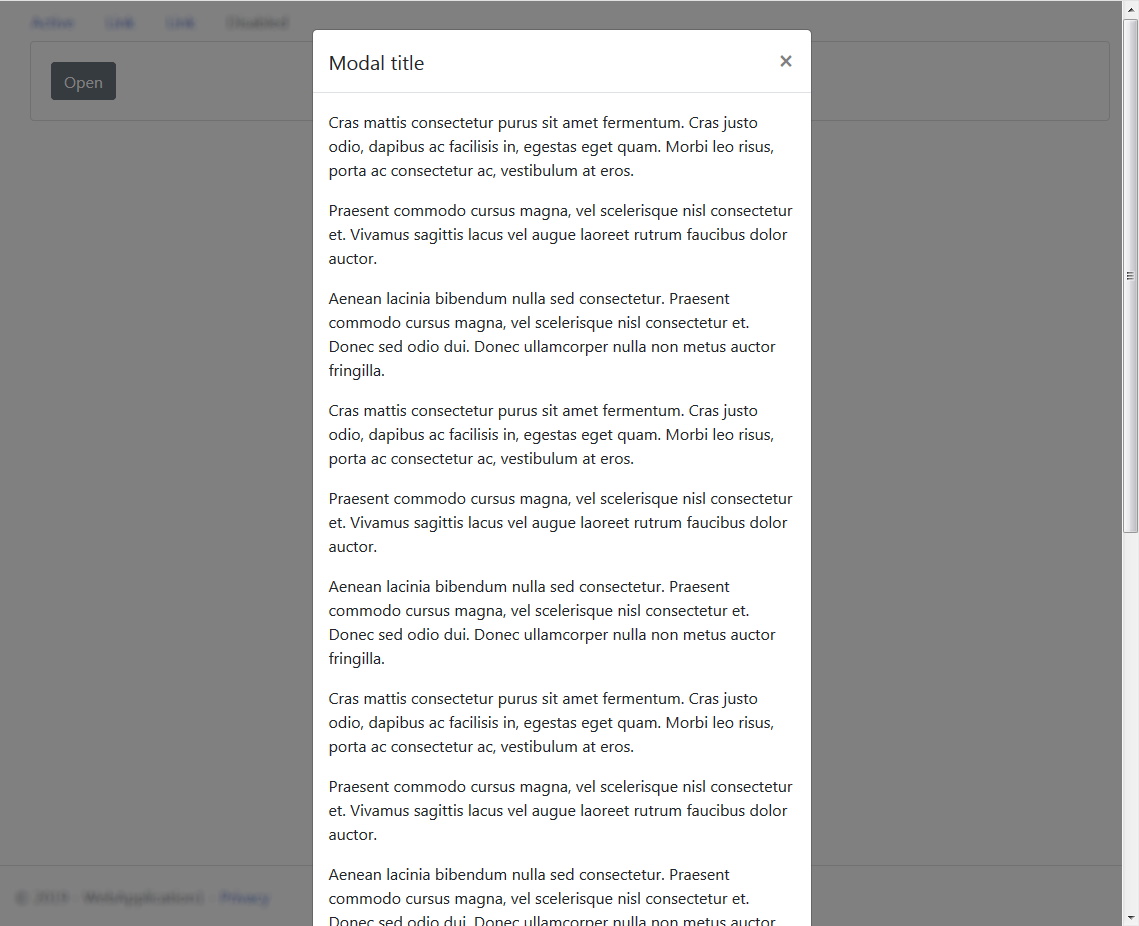 Active Link Link Disabled
Modal title ×
Open
Cras mattis consectetur purus sit amet fermentum. Cras justo
odio, dapibus ac facilisis in, egestas eget quam. Morbi leo risus,
porta ac consectetur ac, vestibulum at eros.
Praesent commodo cursus magna, vel scelerisque nisl consectetur
et. Vivamus sagittis lacus vel augue laoreet rutrum faucibus dolor
auctor.
Aenean lacinia bibendum nulla sed consectetur. Praesent
commodo cursus magna, vel scelerisque nisl consectetur et.
Donec sed odio dui. Donec ullamcorper nulla non metus auctor
fringilla.
Cras mattis consectetur purus sit amet fermentum. Cras justo
odio, dapibus ac facilisis in, egestas eget quam. Morbi leo risus,
porta ac consectetur ac, vestibulum at eros.
Praesent commodo cursus magna, vel scelerisque nisl consectetur
et. Vivamus sagittis lacus vel augue laoreet rutrum faucibus dolor
auctor.
Aenean lacinia bibendum nulla sed consectetur. Praesent
commodo cursus magna, vel scelerisque nisl consectetur et.
Donec sed odio dui. Donec ullamcorper nulla non metus auctor
fringilla.
Cras mattis consectetur purus sit amet fermentum. Cras justo
odio, dapibus ac facilisis in, egestas eget quam. Morbi leo risus,
porta ac consectetur ac, vestibulum at eros.
Praesent commodo cursus magna, vel scelerisque nisl consectetur
et. Vivamus sagittis lacus vel augue laoreet rutrum faucibus dolor
auctor.
Aenean lacinia bibendum nulla sed consectetur. Praesent
commodo cursus magna, vel scelerisque nisl consectetur et.
Donec sed odio dui. Donec ullamcorper nulla non metus auctor
© 2019 - WebApplication1 - Privacy